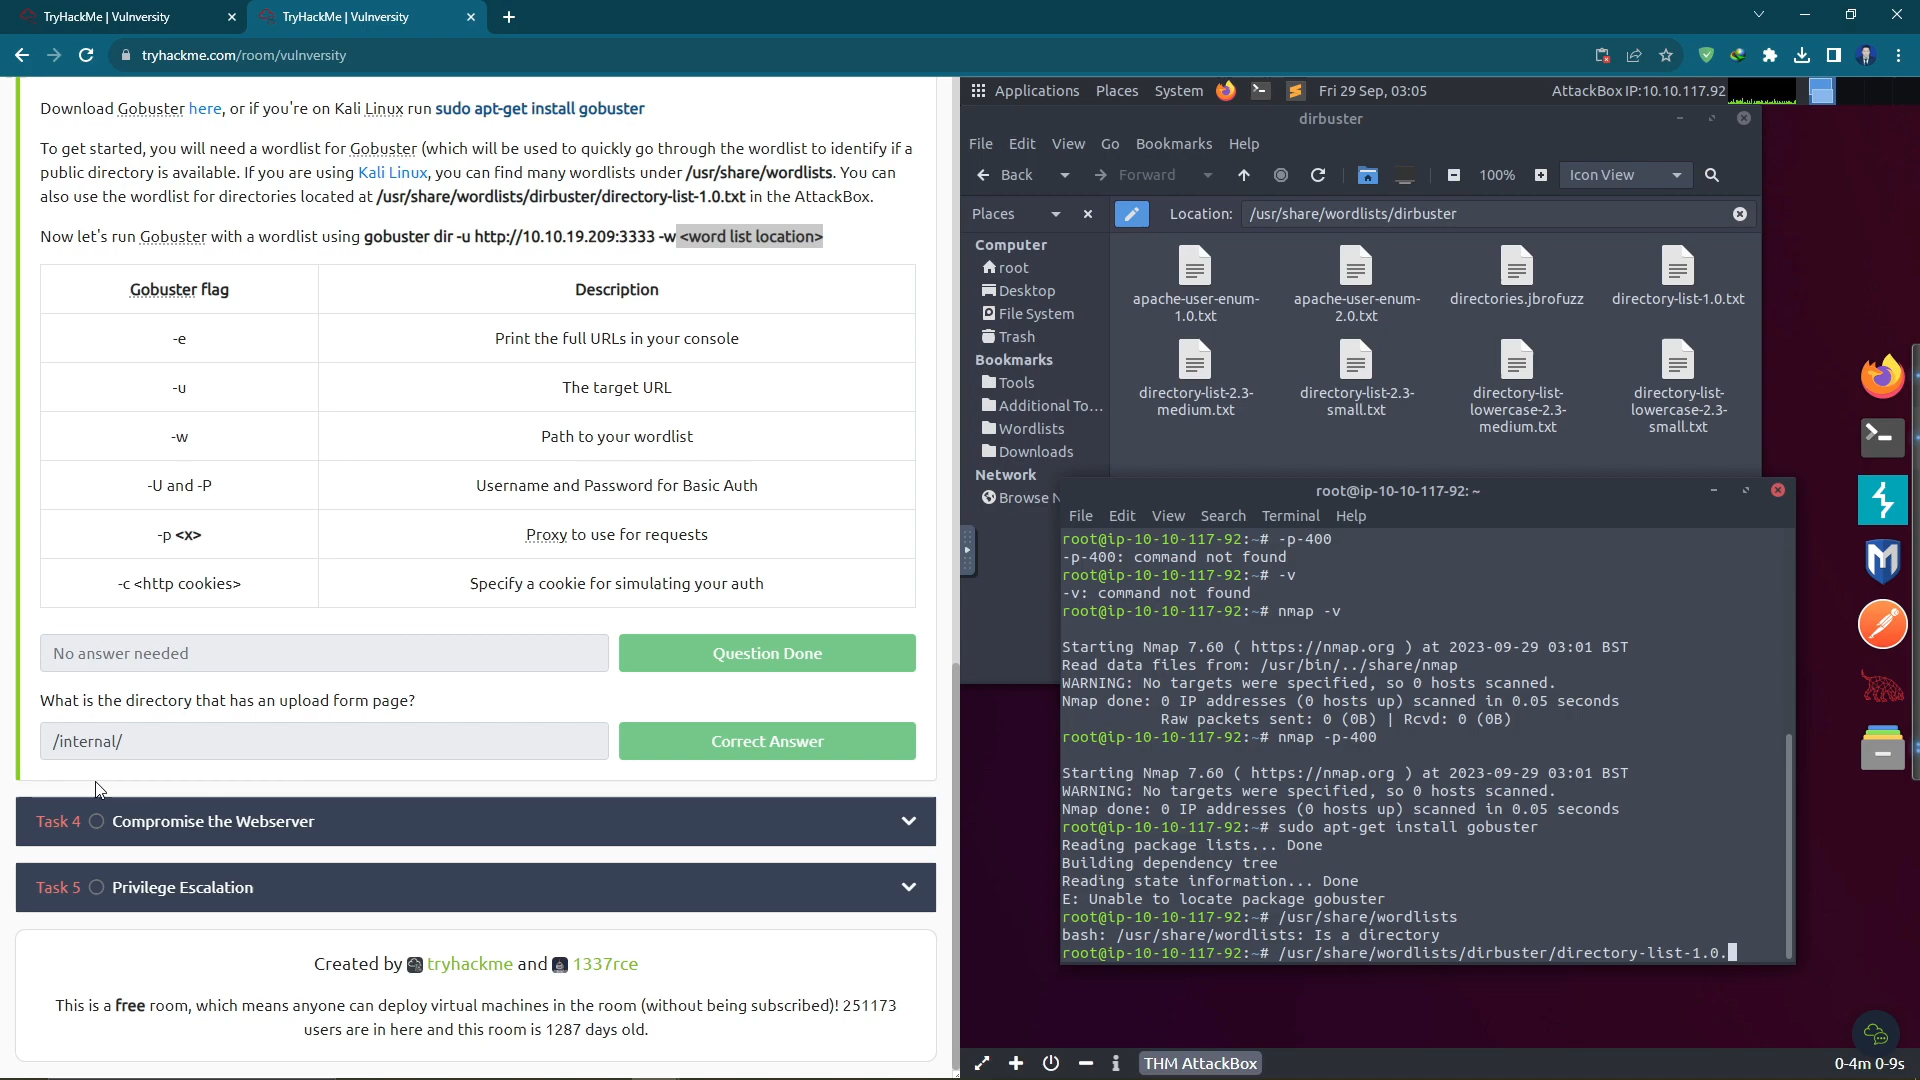 TryHackMe | Vulnversity
TryHackMe | Vulnversity
tryhackme.com/room/vulnversity
Download Gobuster here, or if you're on Kali Linux run sudo apt-get install gobuster
To get started, you will need a wordlist for Gobuster (which will be used to quickly go through the wordlist to identify if a
public directory is available. If you are using Kali Linux, you can find many wordlists under /usr/share/wordlists. You can
also use the wordlist for directories located at /usr/share/wordlists/dirbuster/directory-list-1.0.txt in the AttackBox.
Now let's run Gobuster with a wordlist using gobuster dir -u http://10.10.19.209:3333 -w <word list location>
Gobuster flag Description
-e Print the full URLs in your console
-u The target URL
-w Path to your wordlist
-U and -P Username and Password for Basic Auth
-p <x> Proxy to use for requests
-c <http cookies> Specify a cookie for simulating your auth
No answer needed Question Done
What is the directory that has an upload form page?
/internal/ Correct Answer
Task 4 Compromise the Webserver
Task 5 Privilege Escalation
Created by tryhackme and 1337rce
This is a free room, which means anyone can deploy virtual machines in the room (without being subscribed)! 251173
users are in here and this room is 1287 days old.
Applications Places System Fri 29 Sep, 03:05 AttackBox IP:10.10.117.92
dirbuster
File Edit View Go Bookmarks Help
Back Forward 100% Icon View
Places Location: /usr/share/wordlists/dirbuster
Computer
root
Desktop
File System
Trash
Bookmarks
Tools
Additional To...
Wordlists
Downloads
Network
Browse N
apache-user-enum-
1.0.txt
apache-user-enum-
2.0.txt
directories.jbrofuzz
directory-list-1.0.txt
directory-list-2.3-
medium.txt
directory-list-2.3-
small.txt
directory-list-
lowercase-2.3-
medium.txt
directory-list-
lowercase-2.3-
small.txt
root@ip-10-10-117-92: ~
File Edit View Search Terminal Help
root@ip-10-10-117-92:~# -p-400
-p-400: command not found
root@ip-10-10-117-92:~# -v
-v: command not found
root@ip-10-10-117-92:~# nmap -v
Starting Nmap 7.60 ( https://nmap.org ) at 2023-09-29 03:01 BST
Read data files from: /usr/bin/../share/nmap
WARNING: No targets were specified, so 0 hosts scanned.
Nmap done: 0 IP addresses (0 hosts up) scanned in 0.05 seconds
Raw packets sent: 0 (0B) | Rcvd: 0 (0B)
root@ip-10-10-117-92:~# nmap -p-400
Starting Nmap 7.60 ( https://nmap.org ) at 2023-09-29 03:01 BST
WARNING: No targets were specified, so 0 hosts scanned.
Nmap done: 0 IP addresses (0 hosts up) scanned in 0.05 seconds
root@ip-10-10-117-92:~# sudo apt-get install gobuster
Reading package lists... Done
Building dependency tree
Reading state information... Done
E: Unable to locate package gobuster
root@ip-10-10-117-92:~# /usr/share/wordlists
bash: /usr/share/wordlists: Is a directory
root@ip-10-10-117-92:~# /usr/share/wordlists/dirbuster/directory-list-1.0.
THM AttackBox
0-4m 0-9s